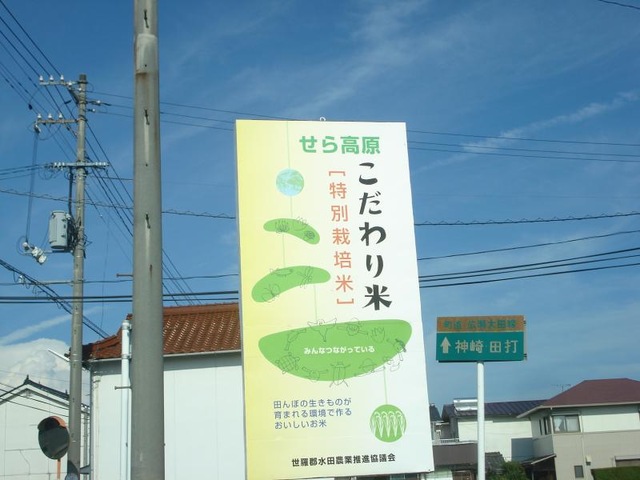 せら高原
こだわり米
[特別栽培米]
みんなつながっている
田んぼの生きものが
育まれる環境で作る
おいしいお米
世羅郡水田農業推進協議会
神崎 田打